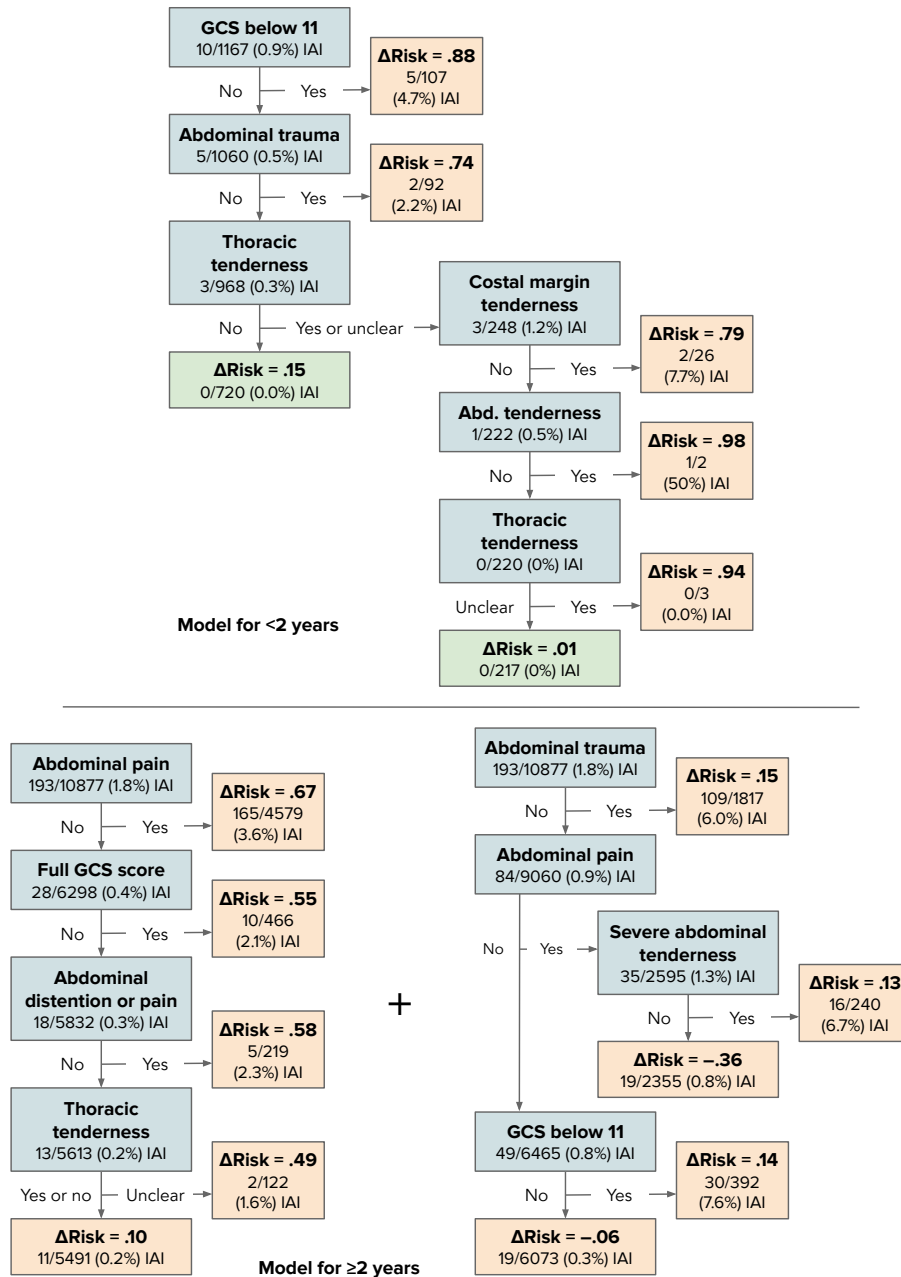 GCS below 11
10/1167 (0.9%) IAI
No
Yes
ΔRisk = .88
5/107
(4.7%) IAI
Abdominal trauma
5/1060 (0.5%) IAI
No
Yes
ΔRisk = .74
2/92
(2.2%) IAI
Thoracic
tenderness
3/968 (0.3%) IAI
No
Yes or unclear
ΔRisk = .15
0/720 (0.0%) IAI
Costal margin
tenderness
3/248 (1.2%) IAI
No
Yes
ΔRisk = .79
2/26
(7.7%) IAI
Abd. tenderness
1/222 (0.5%) IAI
No
Yes
ΔRisk = .98
1/2
(50%) IAI
Thoracic
tenderness
0/220 (0%) IAI
Unclear
Yes
ΔRisk = .94
0/3
(0.0%) IAI
ΔRisk = .01
0/217 (0%) IAI
Model for <2 years
Abdominal pain
193/10877 (1.8%) IAI
No
Yes
ΔRisk = .67
165/4579
(3.6%) IAI
Full GCS score
28/6298 (0.4%) IAI
No
Yes
ΔRisk = .55
10/466
(2.1%) IAI
Abdominal
distention or pain
18/5832 (0.3%) IAI
No
Yes
ΔRisk = .58
5/219
(2.3%) IAI
Thoracic
tenderness
13/5613 (0.2%) IAI
Yes or no
Unclear
ΔRisk = .49
2/122
(1.6%) IAI
ΔRisk = .10
11/5491 (0.2%) IAI
+
Abdominal trauma
193/10877 (1.8%) IAI
No
Yes
ΔRisk = .15
109/1817
(6.0%) IAI
Abdominal pain
84/9060 (0.9%) IAI
No
Yes
Severe abdominal
tenderness
35/2595 (1.3%) IAI
No
Yes
ΔRisk = .13
16/240
(6.7%) IAI
ΔRisk = –.36
19/2355 (0.8%) IAI
GCS below 11
49/6465 (0.8%) IAI
No
Yes
ΔRisk = .14
30/392
(7.6%) IAI
ΔRisk = –.06
19/6073 (0.3%) IAI
Model for ≥2 years